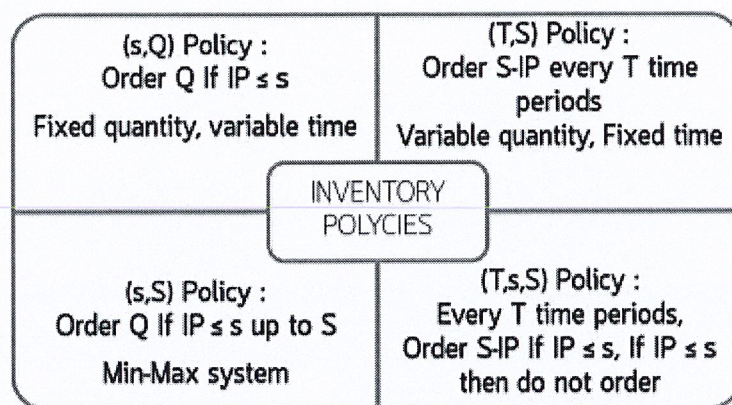 (s,Q) Policy :
Order Q If IP ≤ s
Fixed quantity, variable time
(T,S) Policy :
Order S-IP every T time
periods
Variable quantity, Fixed time
INVENTORY
POLYCIES
(s,S) Policy :
Order Q If IP ≤ s up to S
Min-Max system
(T,s,S) Policy :
Every T time periods,
Order S-IP If IP ≤ s, If IP ≤ s
then do not order